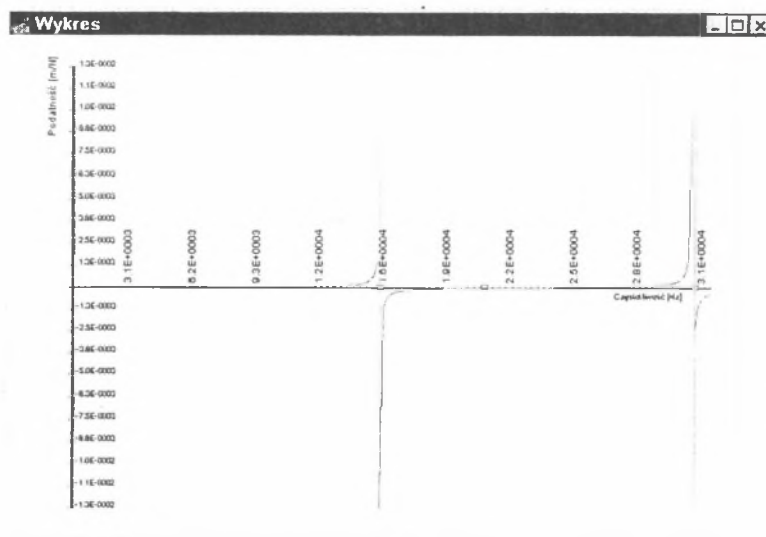 Wykres
Podatność [m/N]
1.3E-0002
1.1E-0002
1.0E-0002
8.8E-0003
7.5E-0003
6.3E-0003
5.0E-0003
3.8E-0003
2.5E-0003
1.3E-0003
3.1E+0003
6.2E+0003
9.3E+0003
1.2E+0004
1.6E+0004
1.9E+0004
2.2E+0004
2.5E+0004
2.8E+0004
3.1E+0004
Częstotliwość [Hz]
-1.3E-0003
-2.5E-0003
-3.8E-0003
-5.0E-0003
-6.3E-0003
-7.5E-0003
-8.8E-0003
-1.0E-0002
-1.1E-0002
-1.3E-0002